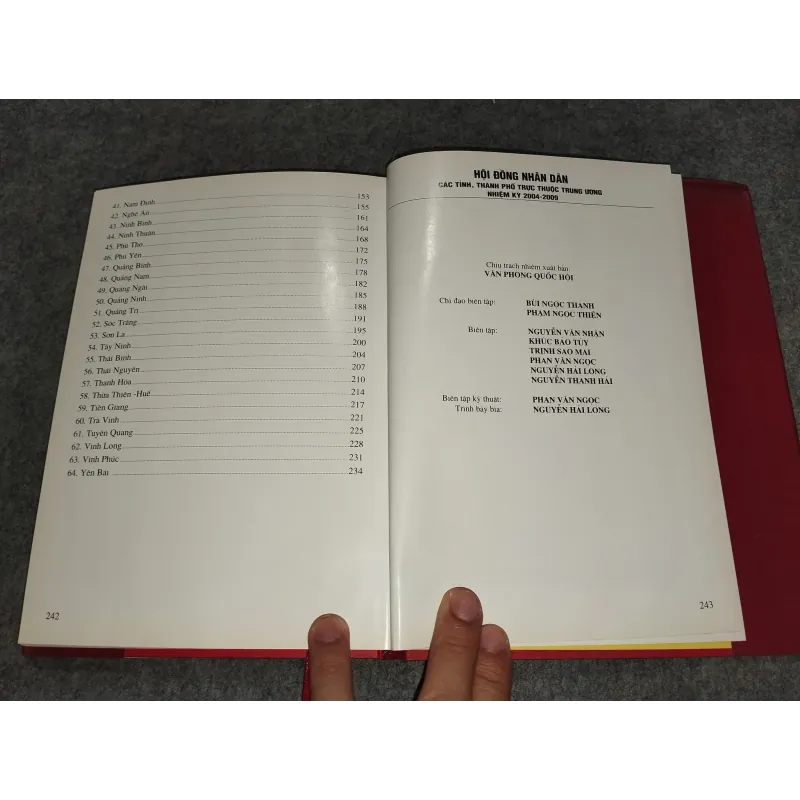 41. Nam Định 153
42. Nghệ An 155
43. Ninh Bình 161
44. Ninh Thuận 164
45. Phú Thọ 168
46. Phú Yên 172
47. Quảng Bình 175
48. Quảng Nam 178
49. Quảng Ngãi 182
50. Quảng Ninh 185
51. Quảng Trị 188
52. Sóc Trăng 191
53. Sơn La 195
54. Tây Ninh 200
55. Thái Bình 204
56. Thái Nguyên 207
57. Thanh Hóa 210
58. Thừa Thiên -Huế 214
59. Tiền Giang 217
60. Trà Vinh 221
61. Tuyên Quang 225
62. Vĩnh Long 228
63. Vĩnh Phúc 231
64. Yên Bái 234
242
HỘI ĐỒNG NHÂN DÂN
CÁC TỈNH, THÀNH PHỐ TRỰC THUỘC TRUNG ƯƠNG
NHIỆM KỲ 2004-2009
Chịu trách nhiệm xuất bản:
VĂN PHÒNG QUỐC HỘI
Chỉ đạo biên tập: BÙI NGỌC THANH
PHẠM NGỌC THIỆN
Biên tập: NGUYỄN VĂN NHÂN
KHÚC BẢO TÚY
TRỊNH SAO MAI
PHAN VĂN NGỌC
NGUYỄN HẢI LONG
NGUYỄN THANH HẢI
Biên tập kỹ thuật: PHAN VĂN NGỌC
Trình bày bìa: NGUYỄN HẢI LONG
243